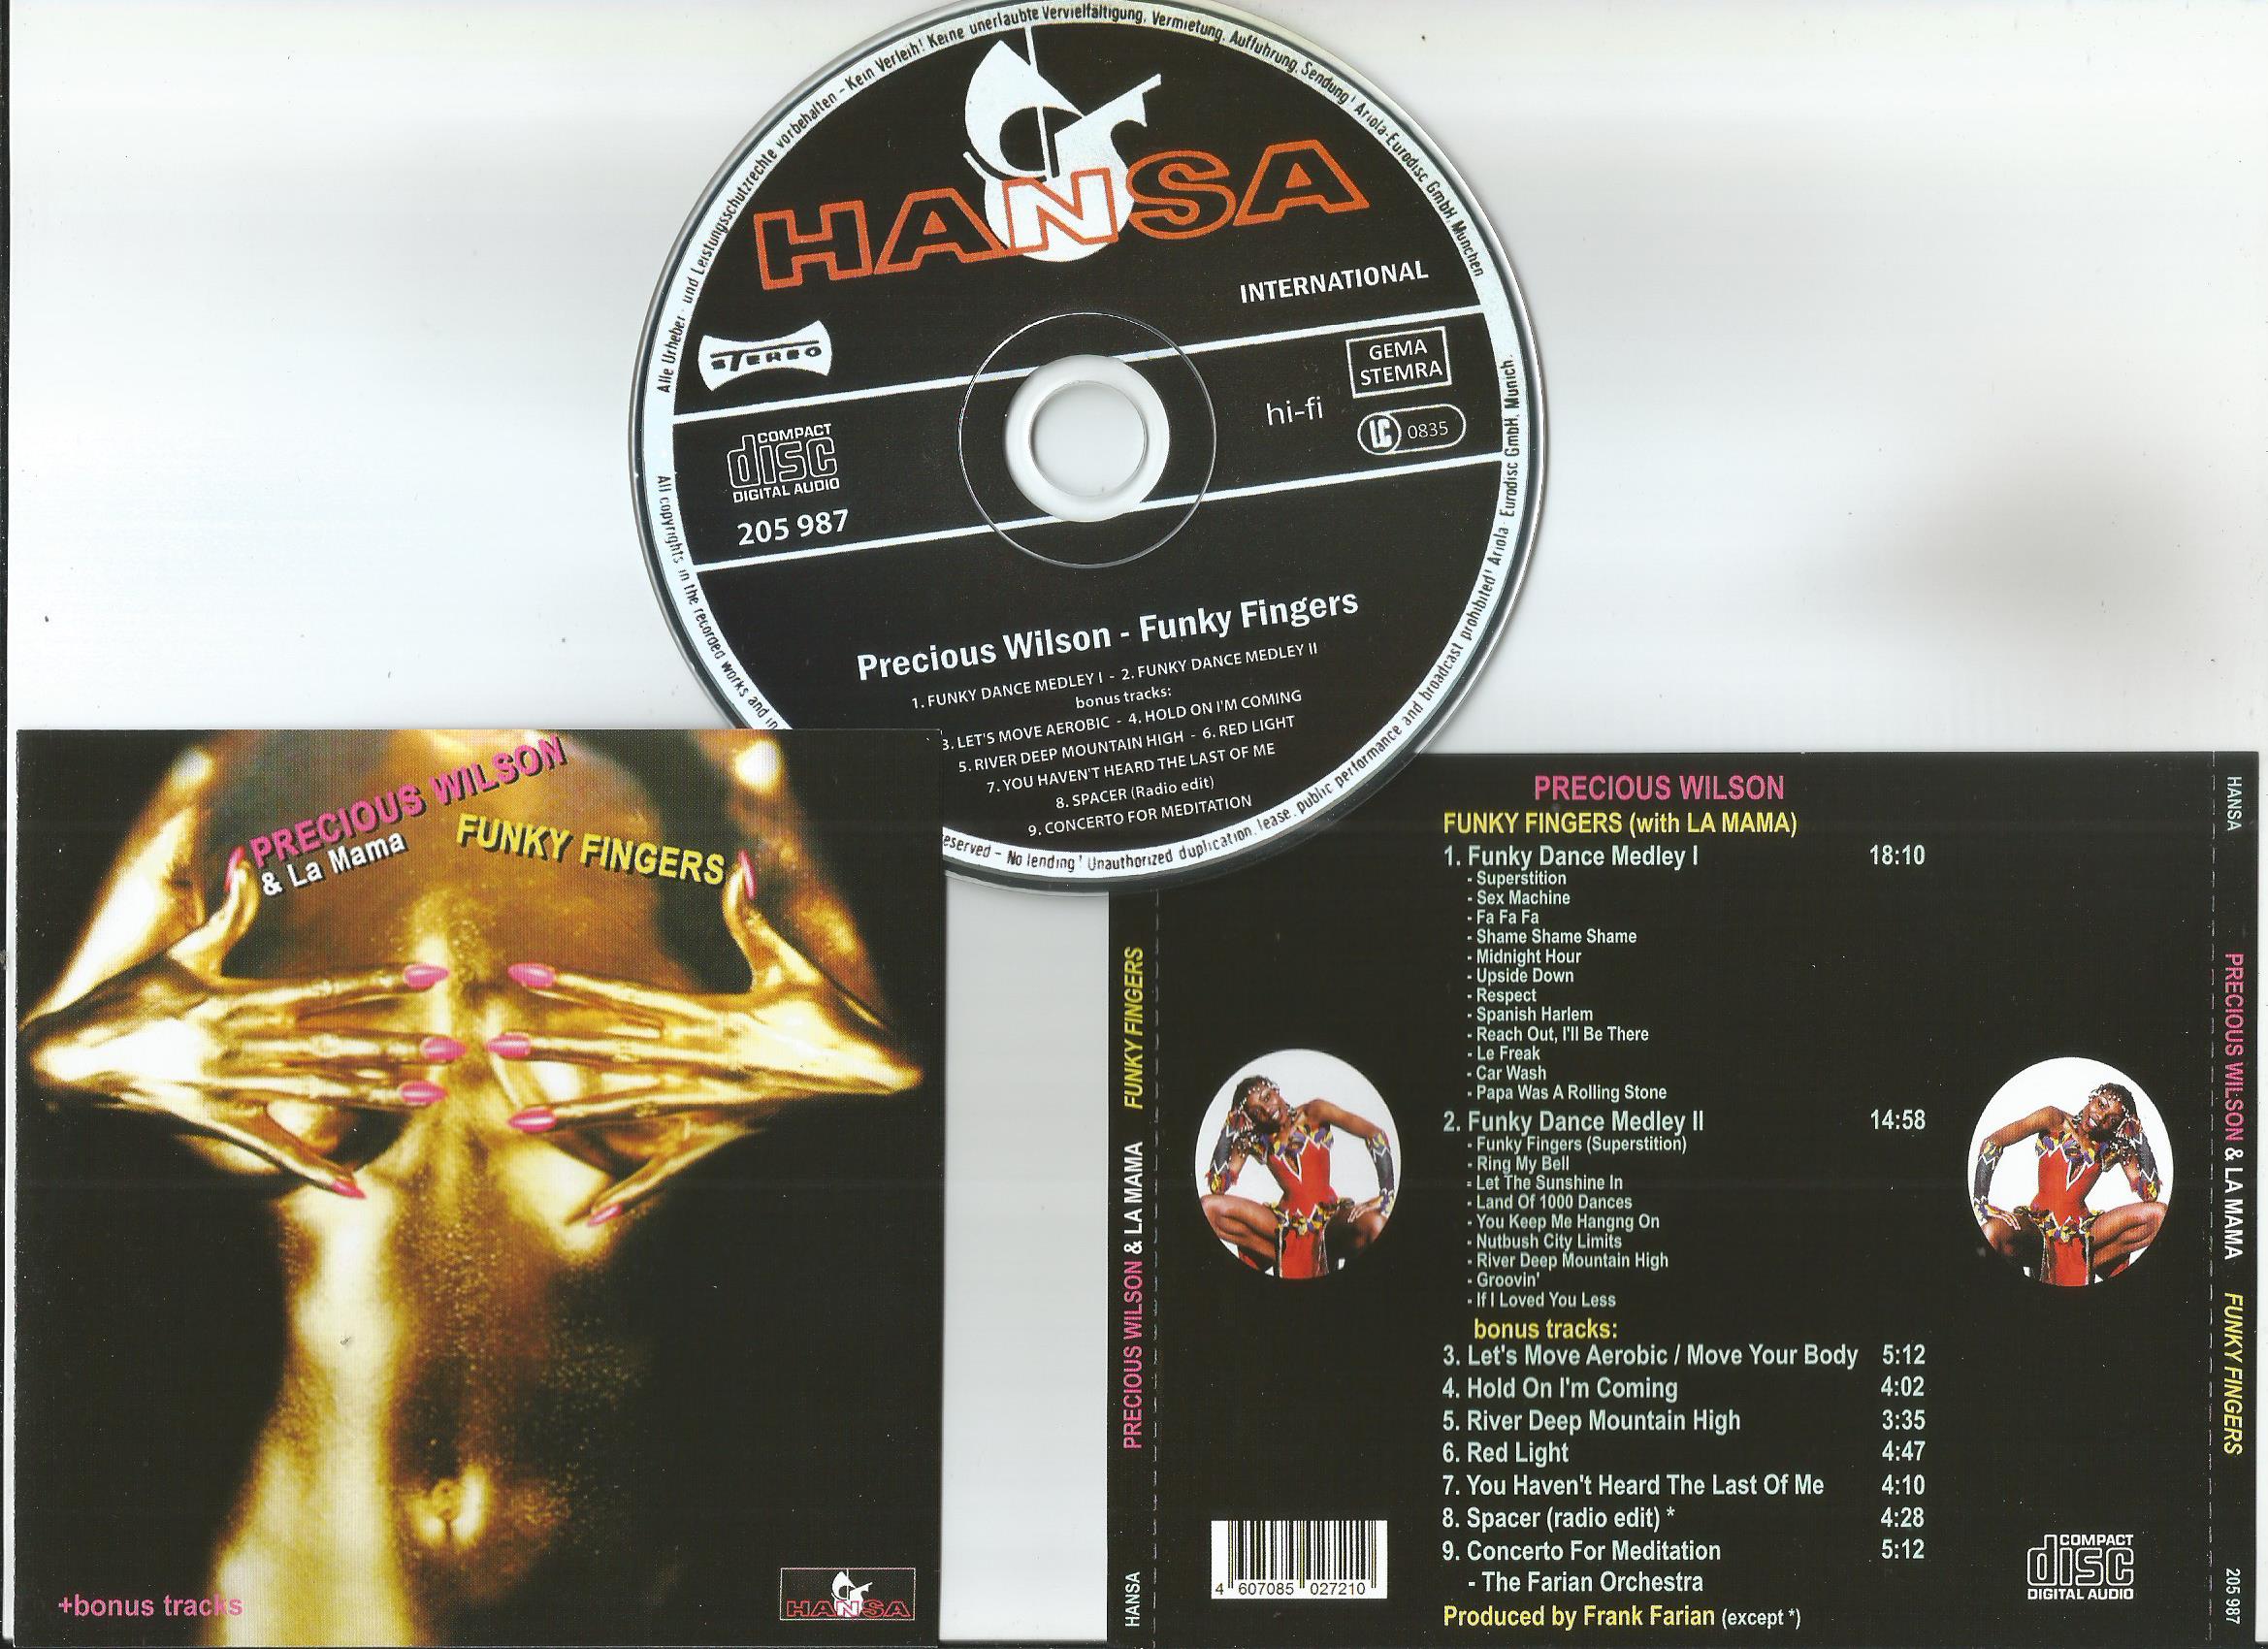 Alle Urheber - und Leistungsschutzrechte vorbehalten - Kein Verleih! Keine unerlaubte Vervielfältigung, Vermietung, Aufführung, Sendung! Ariola-Eurodisc GmbH, München
HANSA
INTERNATIONAL
STEREO
GEMA
STEMRA
hi-fi
LC 0835
COMPACT
disc
DIGITAL AUDIO
205 987
Precious Wilson - Funky Fingers
1. FUNKY DANCE MEDLEY I - 2. FUNKY DANCE MEDLEY II
bonus tracks:
3. LET'S MOVE AEROBIC - 4. HOLD ON I'M COMING
5. RIVER DEEP MOUNTAIN HIGH - 6. RED LIGHT
7. YOU HAVEN'T HEARD THE LAST OF ME
8. SPACER (Radio edit)
9. CONCERTO FOR MEDITATION
All copyrights in the recorded works and in
eserved - No lending! Unauthorized duplication, lease, public performance and broadcast prohibited! Ariola - Eurodisc GmbH, Munich.
PRECIOUS WILSON
& La Mama
FUNKY FINGERS
+bonus tracks
HANSA
HANSA PRECIOUS WILSON & LA MAMA FUNKY FINGERS
PRECIOUS WILSON
FUNKY FINGERS (with LA MAMA)
1. Funky Dance Medley I 18:10
- Superstition
- Sex Machine
- Fa Fa Fa
- Shame Shame Shame
- Midnight Hour
- Upside Down
- Respect
- Spanish Harlem
- Reach Out, I'll Be There
- Le Freak
- Car Wash
- Papa Was A Rolling Stone
2. Funky Dance Medley II 14:58
- Funky Fingers (Superstition)
- Ring My Bell
- Let The Sunshine In
- Land Of 1000 Dances
- You Keep Me Hangng On
- Nutbush City Limits
- River Deep Mountain High
- Groovin'
- If I Loved You Less
bonus tracks:
3. Let's Move Aerobic / Move Your Body 5:12
4. Hold On I'm Coming 4:02
5. River Deep Mountain High 3:35
6. Red Light 4:47
7. You Haven't Heard The Last Of Me 4:10
8. Spacer (radio edit) * 4:28
9. Concerto For Meditation 5:12
- The Farian Orchestra
Produced by Frank Farian (except *)
4 607085 027210
COMPACT
disc
DIGITAL AUDIO
HANSA PRECIOUS WILSON & LA MAMA FUNKY FINGERS 205 987